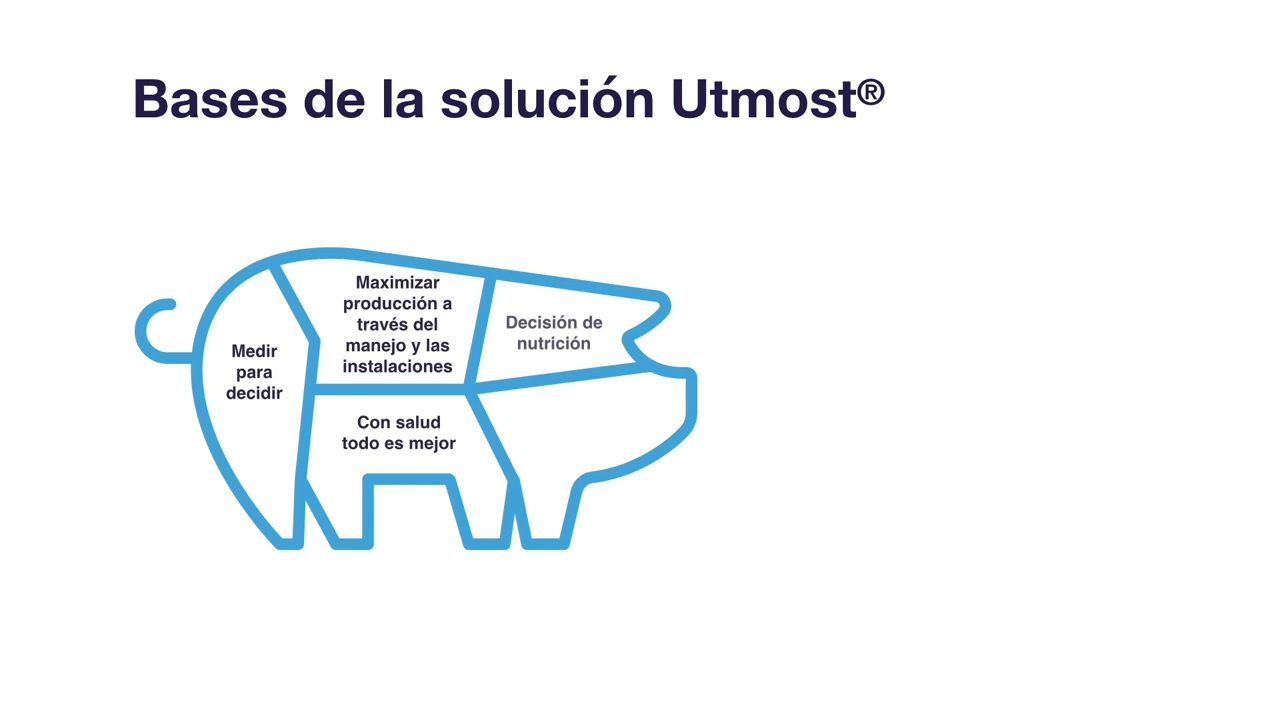 Bases de la solución Utmost®
Medir
para
decidir
Maximizar
producción a
través del
manejo y las
instalaciones
Con salud
todo es mejor
Decisión de
nutrición